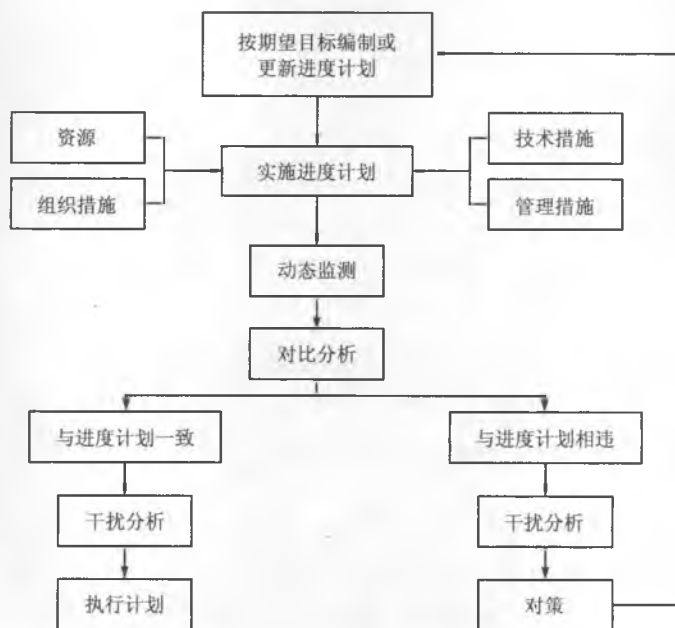 按期望目标编制或
更新进度计划
资源
技术措施
实施进度计划
组织措施
管理措施
动态监测
对比分析
与进度计划一致
与进度计划相违
干扰分析
干扰分析
执行计划
对策